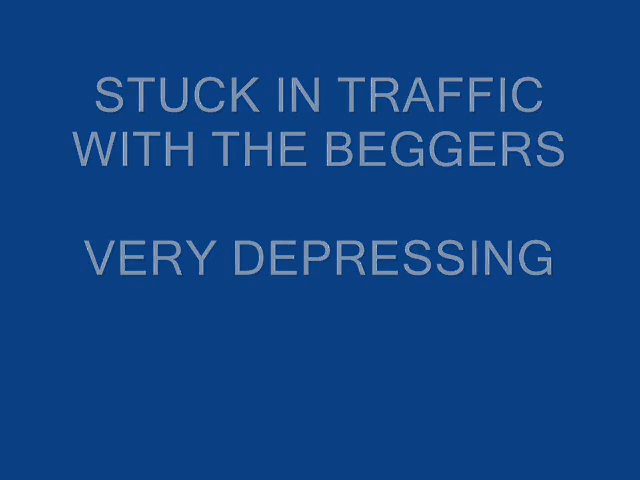 STUCK IN TRAFFIC
WITH THE BEGGERS
VERY DEPRESSING